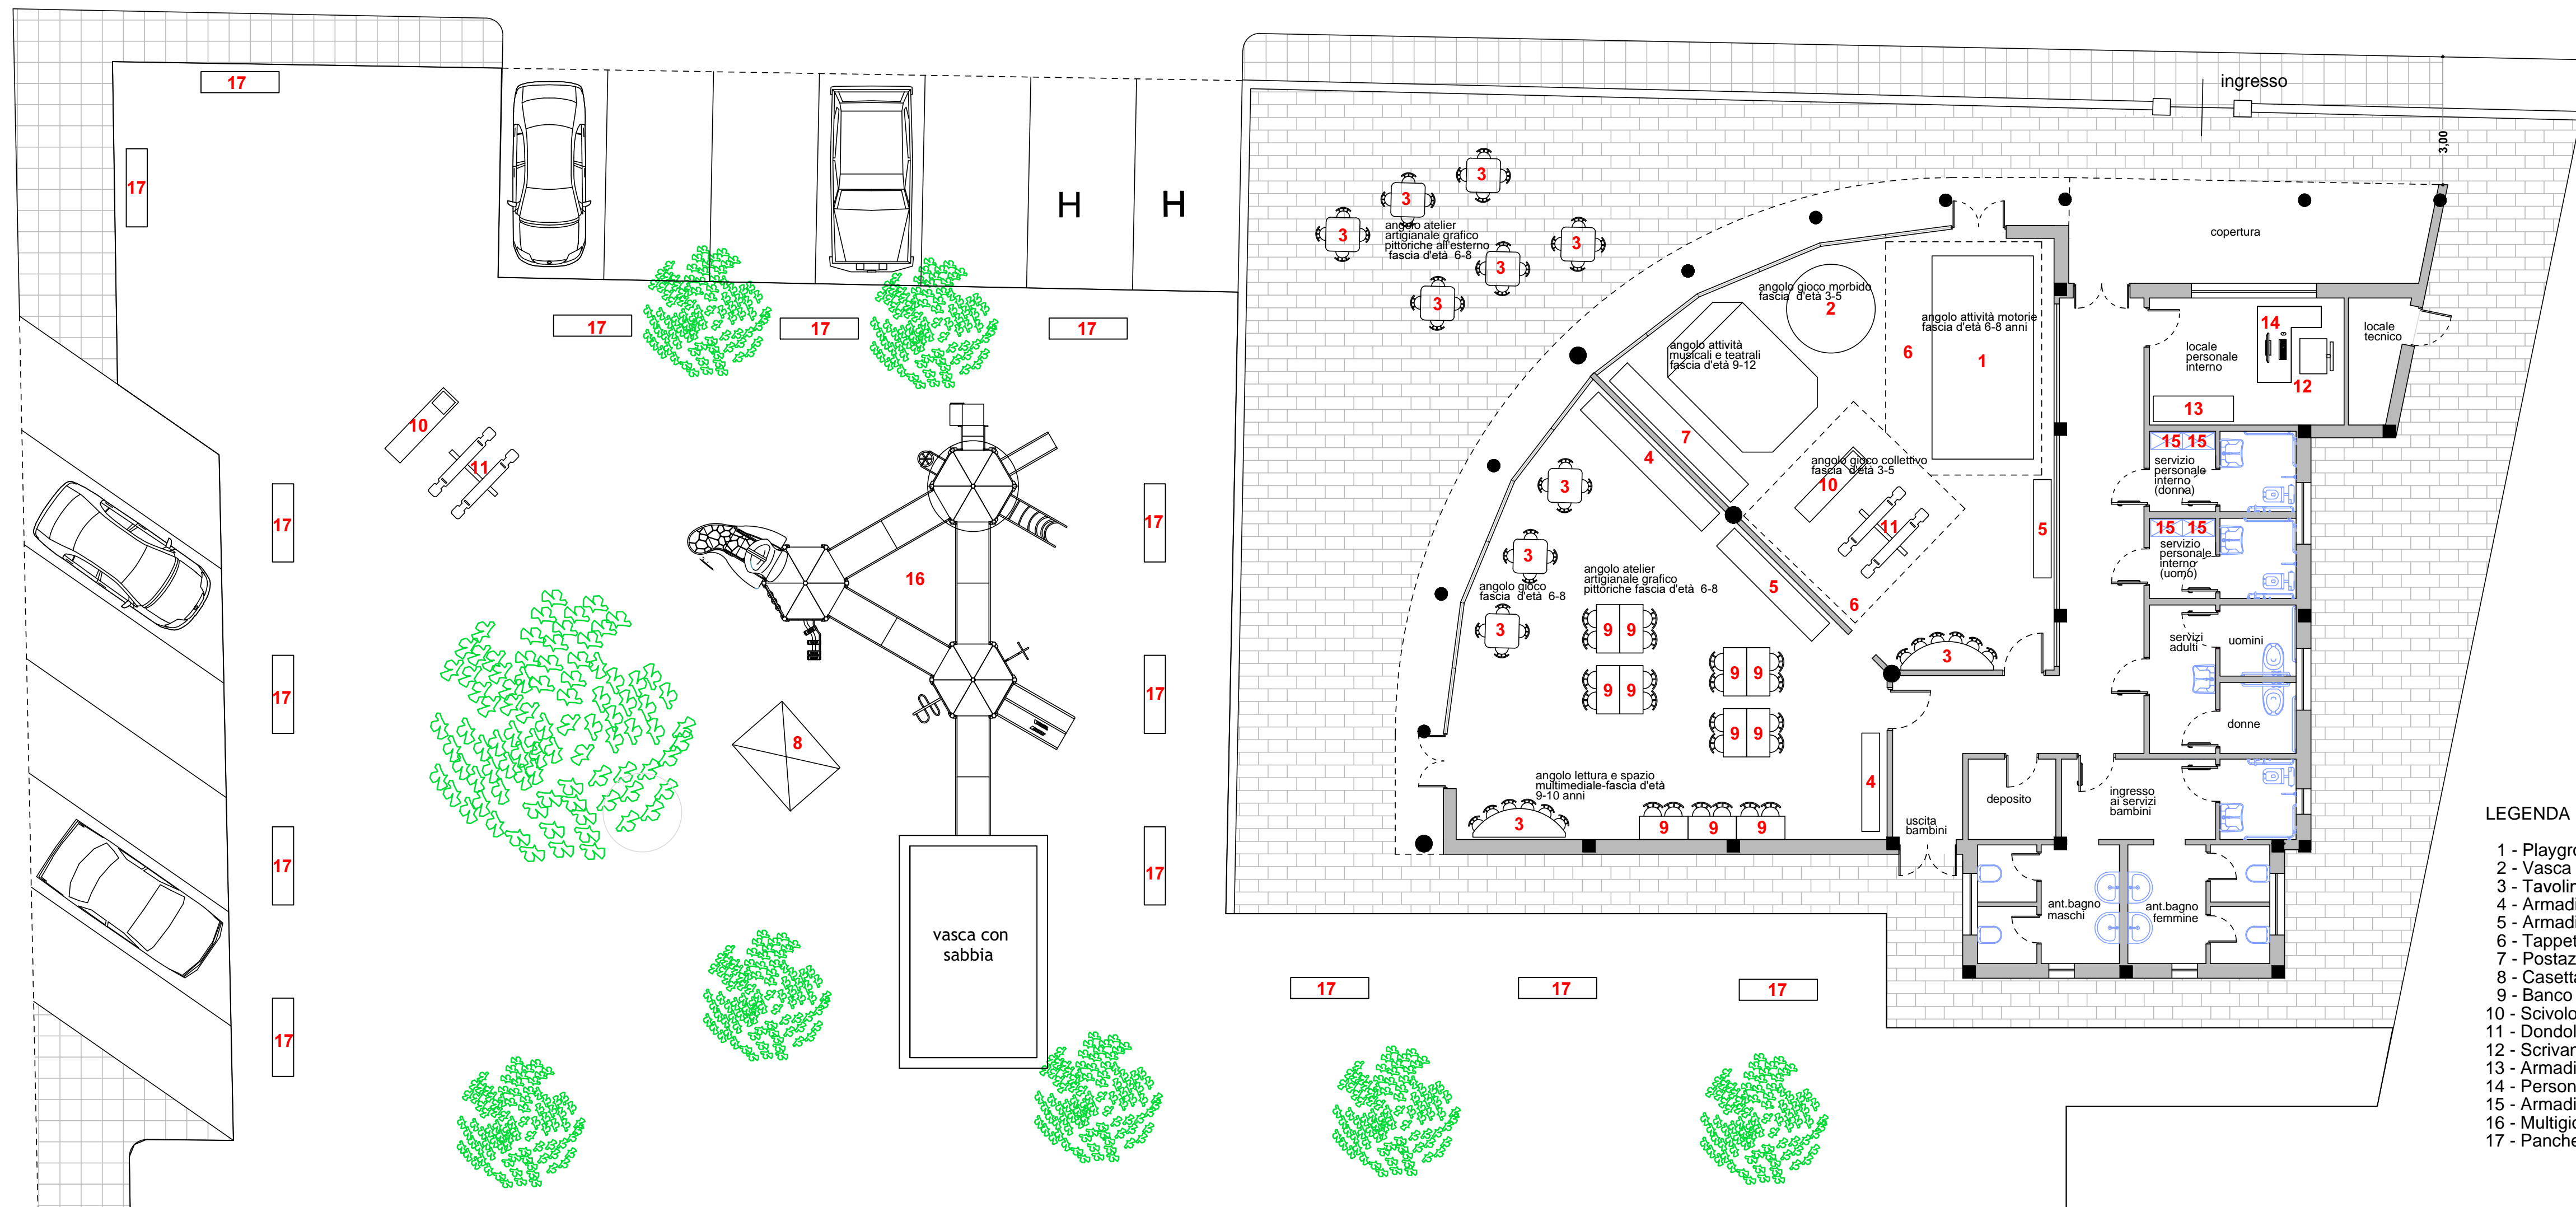 ingresso
17
17
H
H
3,00
3
3
3
angolo atelier
artigianale grafico
pittoriche all'esterno
fascia d'età 6-8
3
3
3
copertura
angolo gioco morbido
fascia d'età 3-5
2
angolo attività motorie
fascia d'età 6-8 anni
6
1
angolo attività
musicali e teatrali
fascia d'età 9-12
14
locale
personale
interno
12
13
locale
tecnico
17
17
17
10
11
7
4
angolo gioco collettivo
fascia d'età 3-5
10
11
6
5
5
15 15
servizio
personale
interno
(donna)
15 15
servizio
personale
interno
(uomo)
3
3
angolo gioco
fascia d'età 6-8
3
angolo atelier
artigianale grafico
pittoriche fascia d'età 6-8
9 9
9 9
9 9
9 9
3
servizi
adulti
uomini
donne
17
17
16
17
17
8
4
angolo lettura e spazio
multimediale-fascia d'età
9-10 anni
3
9
9
9
deposito
ingresso
ai servizi
bambini
uscita
bambini
17
17
vasca con
sabbia
ant.bagno
maschi
ant.bagno
femmine
17
17
17
17
LEGENDA
1 - Playgro
2 - Vasca
3 - Tavolin
4 - Armadi
5 - Armadi
6 - Tappet
7 - Postaz
8 - Casetta
9 - Banco
10 - Scivolo
11 - Dondol
12 - Scrivan
13 - Armadi
14 - Person
15 - Armadi
16 - Multigio
17 - Panche